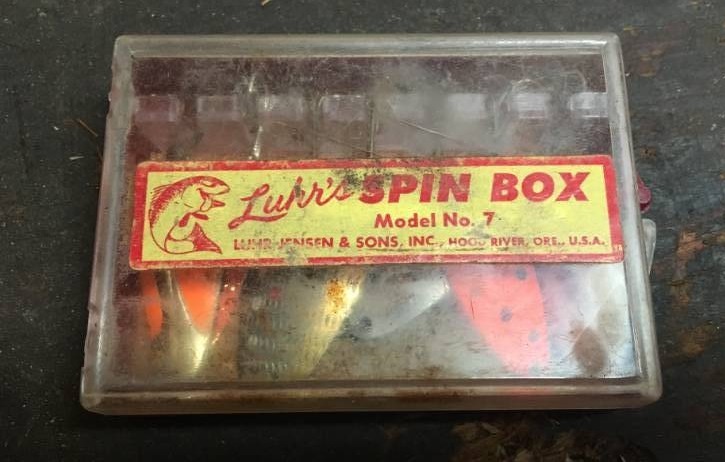 Luhr's SPIN BOX
Model No. 7
LUHR JENSEN & SONS, INC., HOOD RIVER, ORE., U.S.A.